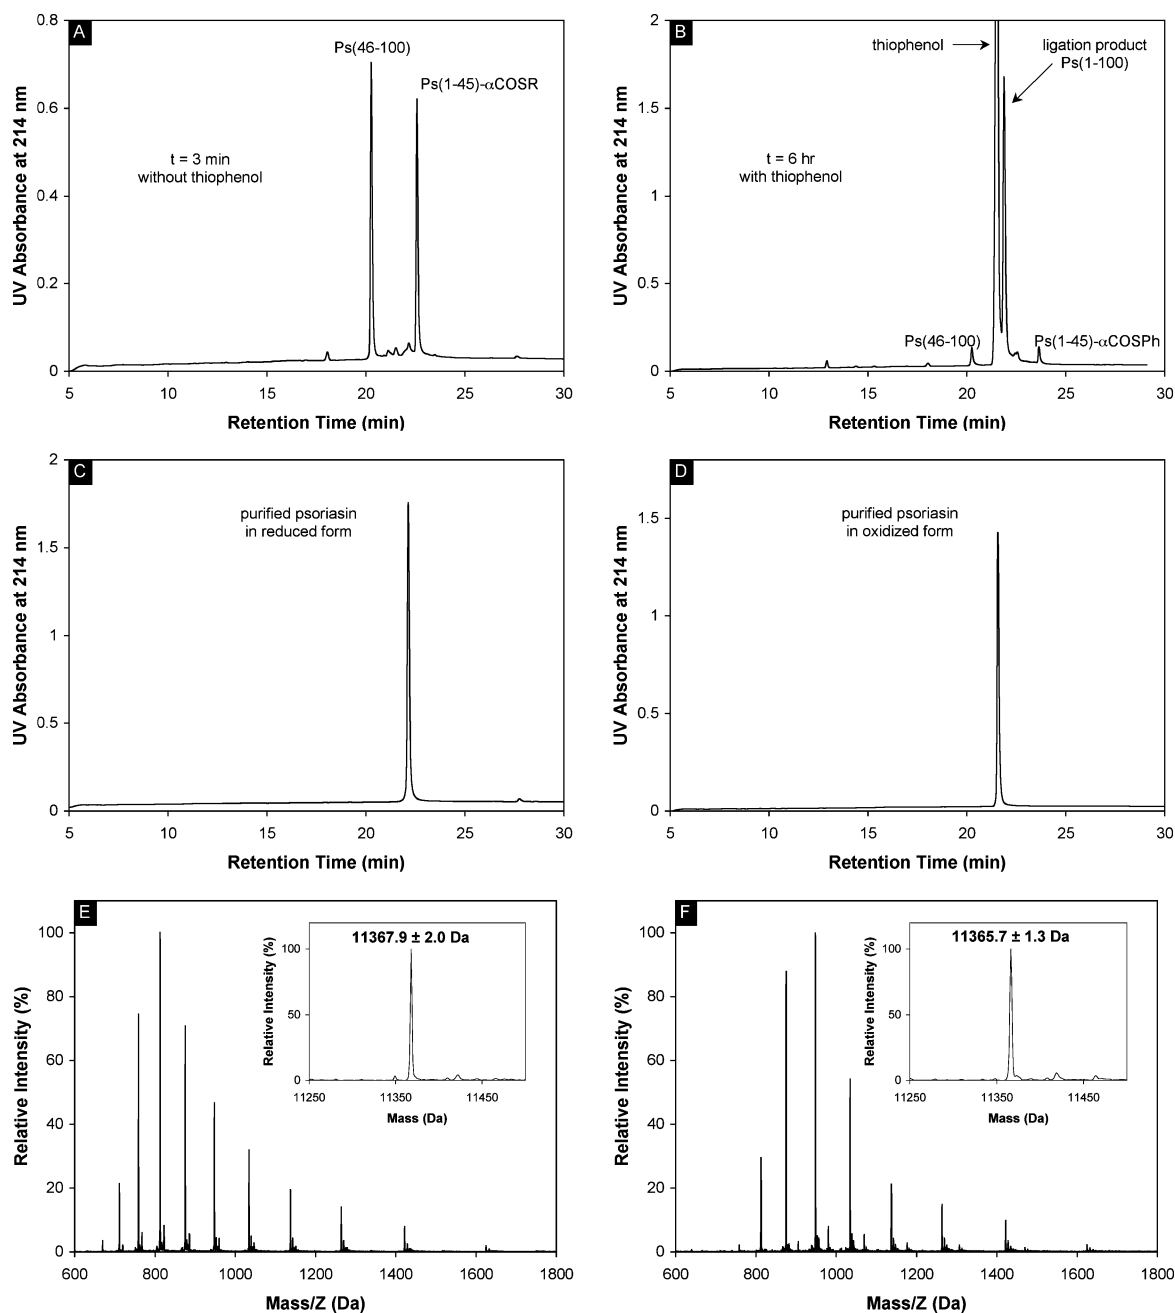 A
0.8
0.6
0.4
0.2
0
UV Absorbance at 214 nm
Ps(46-100)
Ps(1-45)-αCOSR
t = 3 min
without thiophenol
5 10 15 20 25 30
Retention Time (min)
B
2
1.5
1
0.5
0
UV Absorbance at 214 nm
thiophenol
ligation product
Ps(1-100)
t = 6 hr
with thiophenol
Ps(46-100)
Ps(1-45)-αCOSPh
5 10 15 20 25 30
Retention Time (min)
C
2
1.5
1
0.5
0
UV Absorbance at 214 nm
purified psoriasin
in reduced form
5 10 15 20 25 30
Retention Time (min)
D
1.5
1
0.5
0
UV Absorbance at 214 nm
purified psoriasin
in oxidized form
5 10 15 20 25 30
Retention Time (min)
E
100
80
60
40
20
0
Relative Intensity (%)
11367.9 ± 2.0 Da
100
50
0
Relative Intensity (%)
11250 11350 11450
Mass (Da)
600 800 1000 1200 1400 1600 1800
Mass/Z (Da)
F
100
80
60
40
20
0
Relative Intensity (%)
11365.7 ± 1.3 Da
100
50
0
Relative Intensity (%)
11250 11350 11450
Mass (Da)
600 800 1000 1200 1400 1600 1800
Mass/Z (Da)